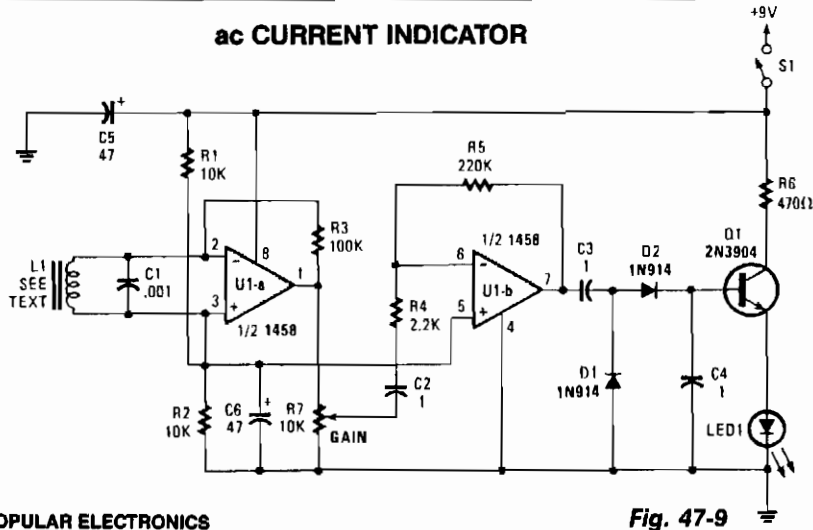 ac CURRENT INDICATOR
+9V
S1
C5
47
+
R1
10K
R5
220K
R6
470Ω
R3
100K
2
8
1
3
−
+
U1-a
1/2 1458
L1
SEE
TEXT
C1
.001
1/2 1458
6
5
7
4
−
+
U1-b
C3
1
D2
1N914
Q1
2N3904
R4
2.2K
C2
1
R2
10K
C6
47
+
R7
10K
GAIN
D1
1N914
C4
1
LED1
OPULAR ELECTRONICS
Fig. 47-9